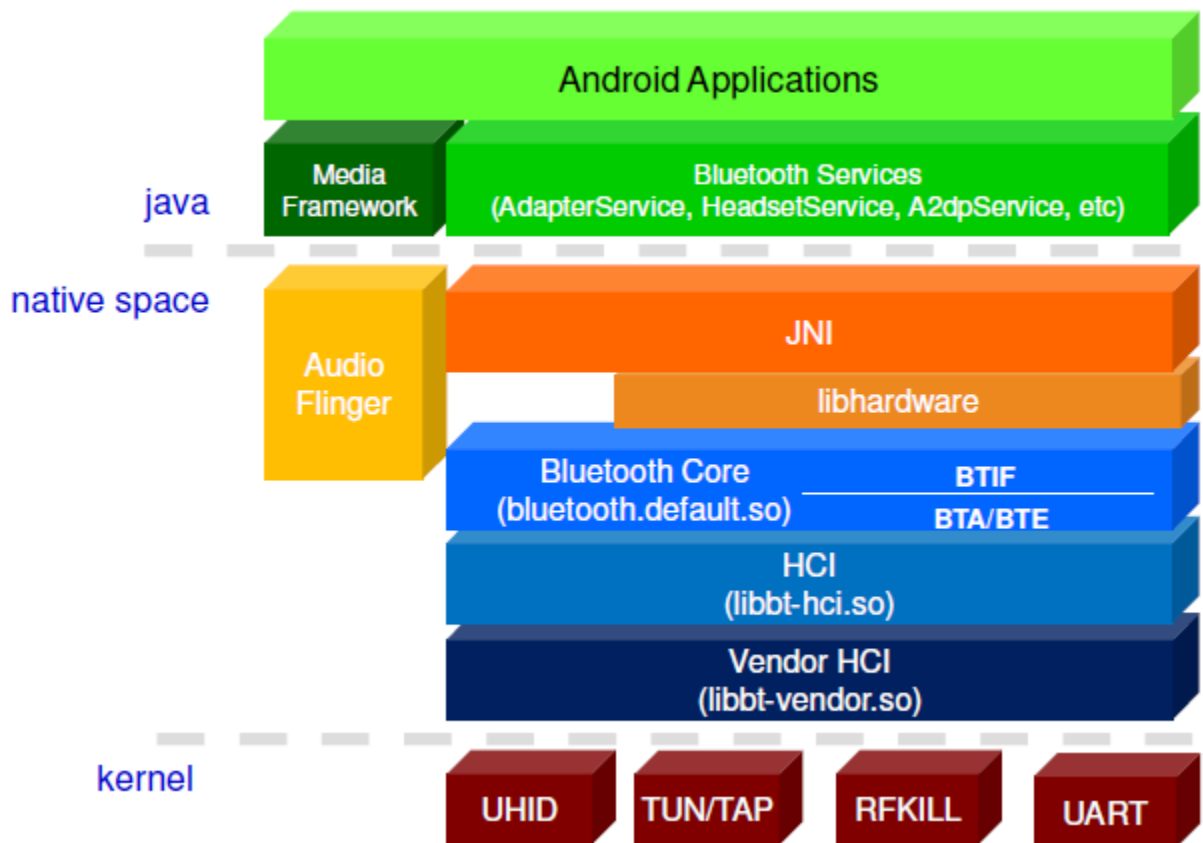 Android Applications
java
Media
Framework
Bluetooth Services
(AdapterService, HeadsetService, A2dpService, etc)
native space
Audio
Flinger
JNI
libhardware
Bluetooth Core
(bluetooth.default.so)
BTIF
BTA/BTE
HCI
(libbt-hci.so)
Vendor HCI
(libbt-vendor.so)
kernel
UHID
TUN/TAP
RFKILL
UART